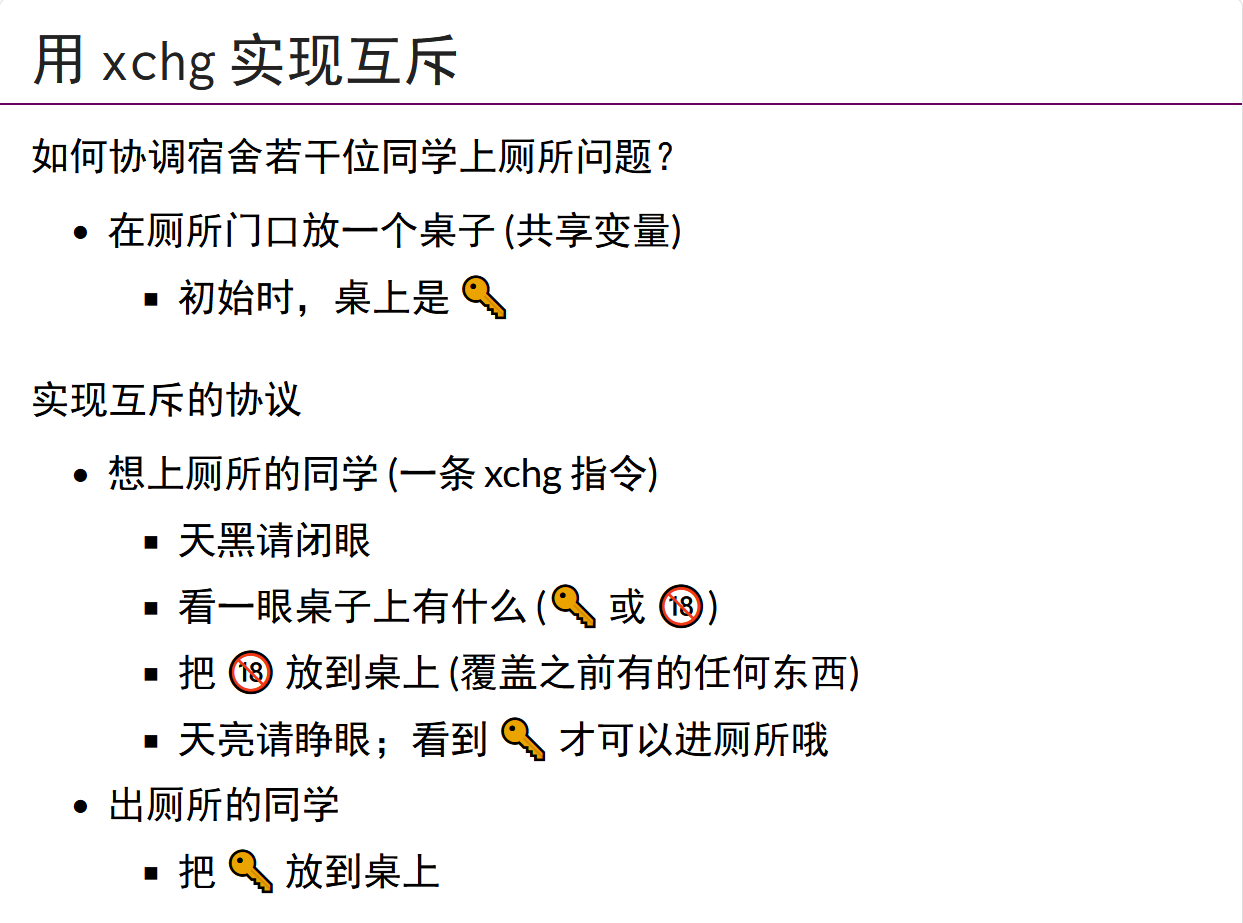 用 xchg 实现互斥
如何协调宿舍若干位同学上厕所问题？
• 在厕所门口放一个桌子 (共享变量)
▪ 初始时，桌上是 🔑
实现互斥的协议
• 想上厕所的同学 (一条 xchg 指令)
▪ 天黑请闭眼
▪ 看一眼桌子上有什么 (🔑 或 🔞)
▪ 把 🔞 放到桌上 (覆盖之前有的任何东西)
▪ 天亮请睁眼；看到 🔑 才可以进厕所哦
• 出厕所的同学
▪ 把 🔑 放到桌上